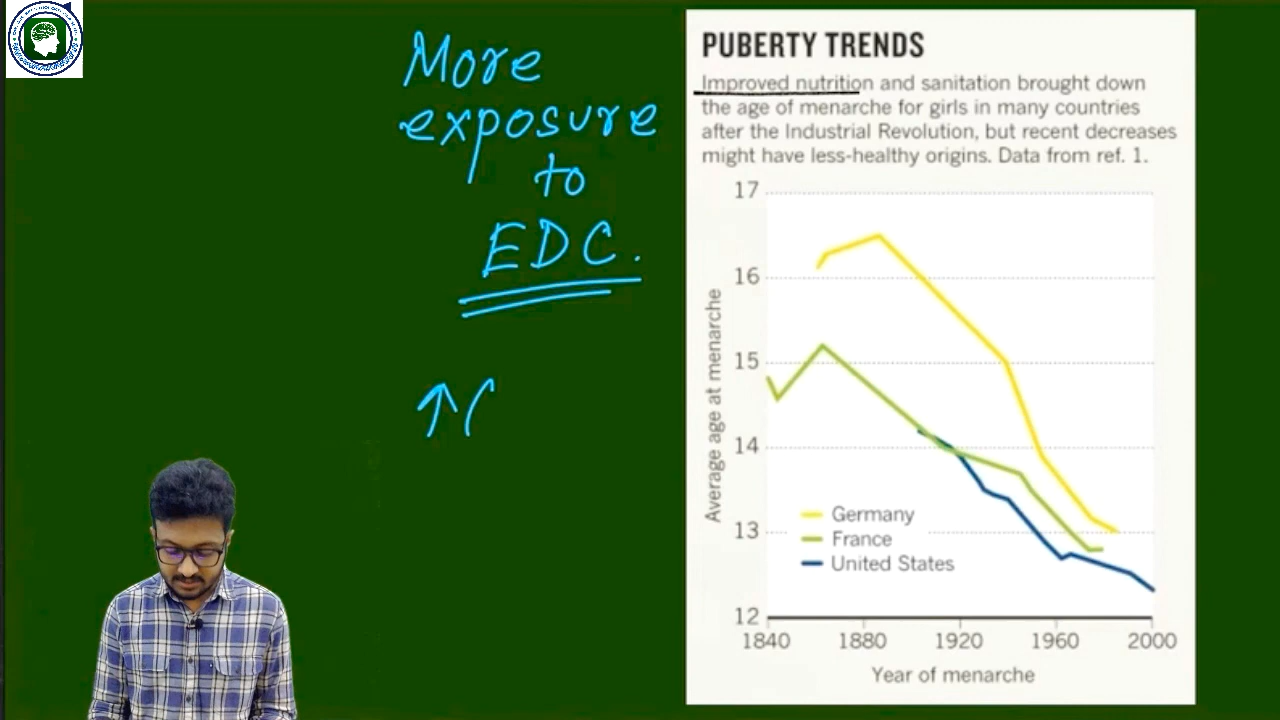 More
exposure
to
EDC.
↑(
PUBERTY TRENDS
Improved nutrition and sanitation brought down
the age of menarche for girls in many countries
after the Industrial Revolution, but recent decreases
might have less-healthy origins. Data from ref. 1.
17
16
15
14
13
12
Average age at menarche
Germany
France
United States
1840 1880 1920 1960 2000
Year of menarche